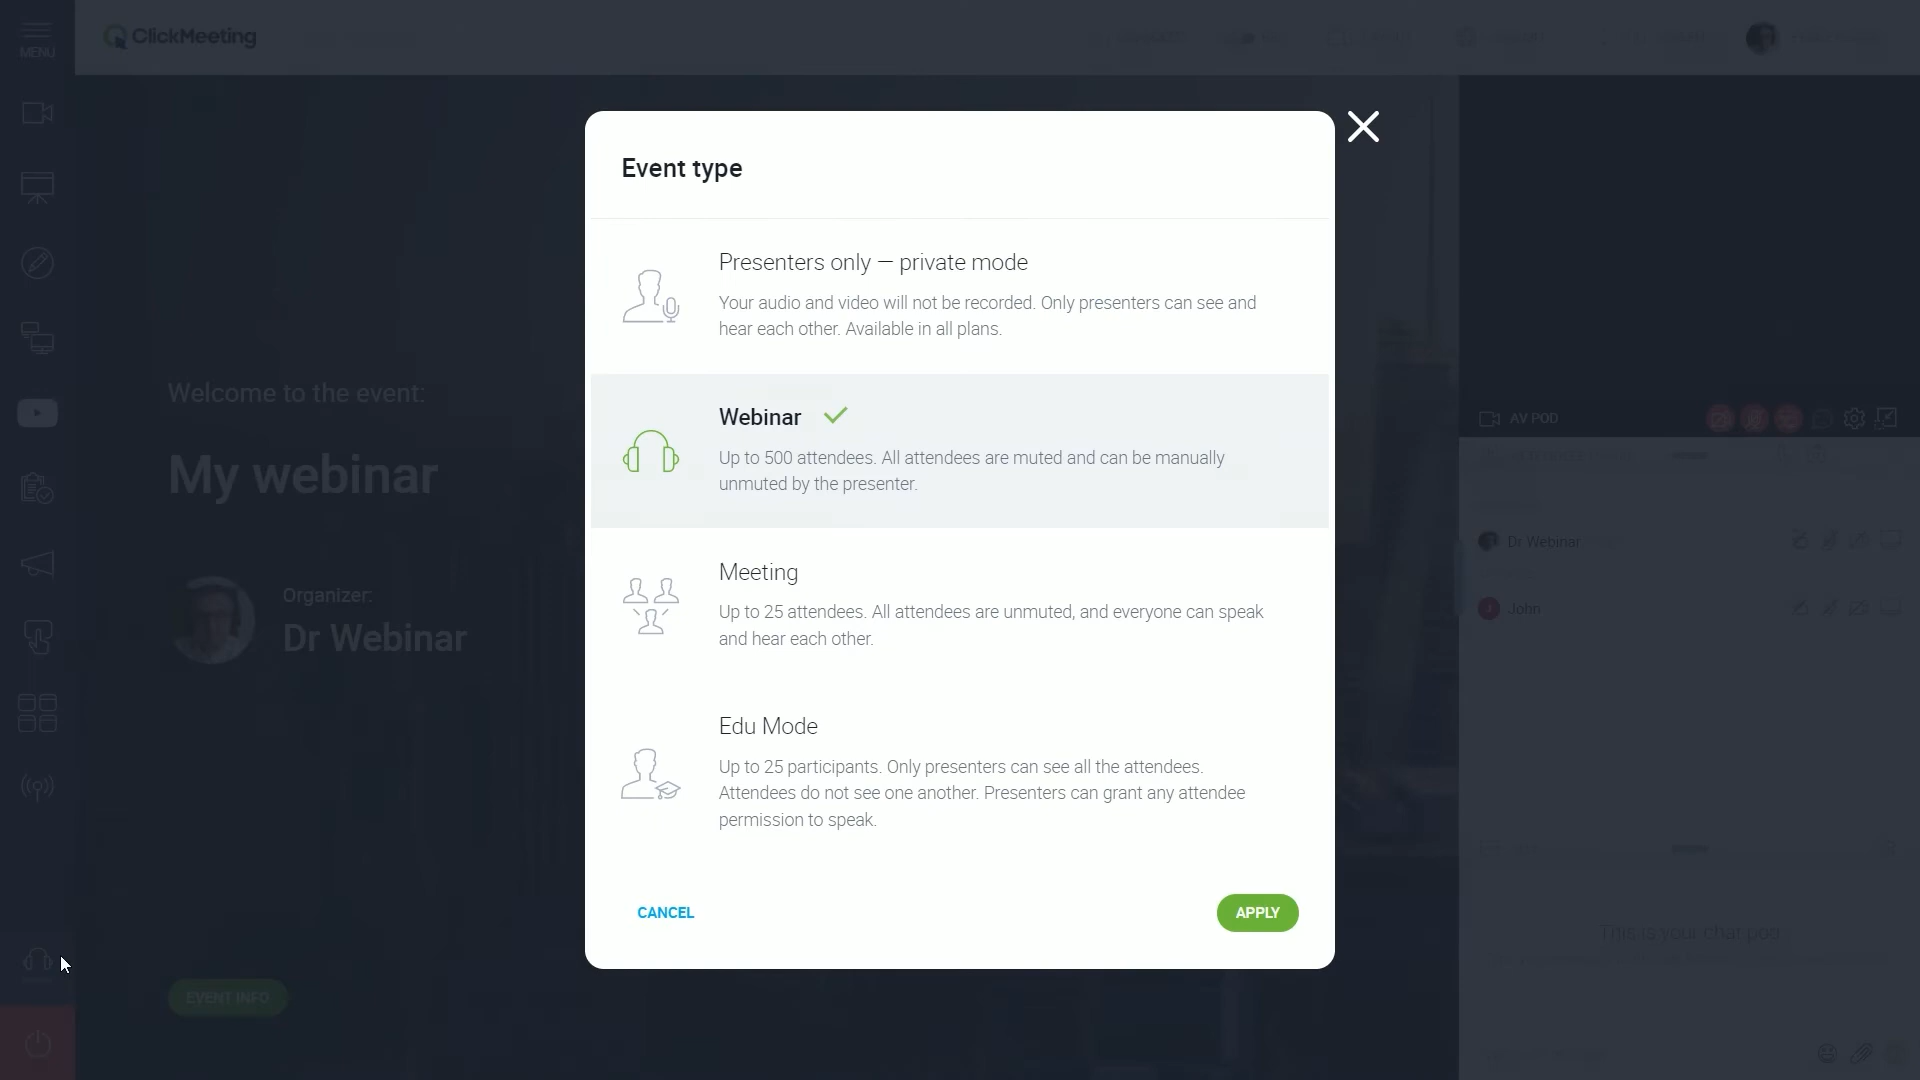 MENU
ClickMeeting
Event type
Presenters only — private mode
Your audio and video will not be recorded. Only presenters can see and
hear each other. Available in all plans.
Webinar
Up to 500 attendees. All attendees are muted and can be manually
unmuted by the presenter.
Meeting
Up to 25 attendees. All attendees are unmuted, and everyone can speak
and hear each other.
Edu Mode
Up to 25 participants. Only presenters can see all the attendees.
Attendees do not see one another. Presenters can grant any attendee
permission to speak.
CANCEL
APPLY
Welcome to the event:
My webinar
Organizer:
Dr Webinar
EVENT INFO
AV POD
Dr Webinar
John
This is your chat pod